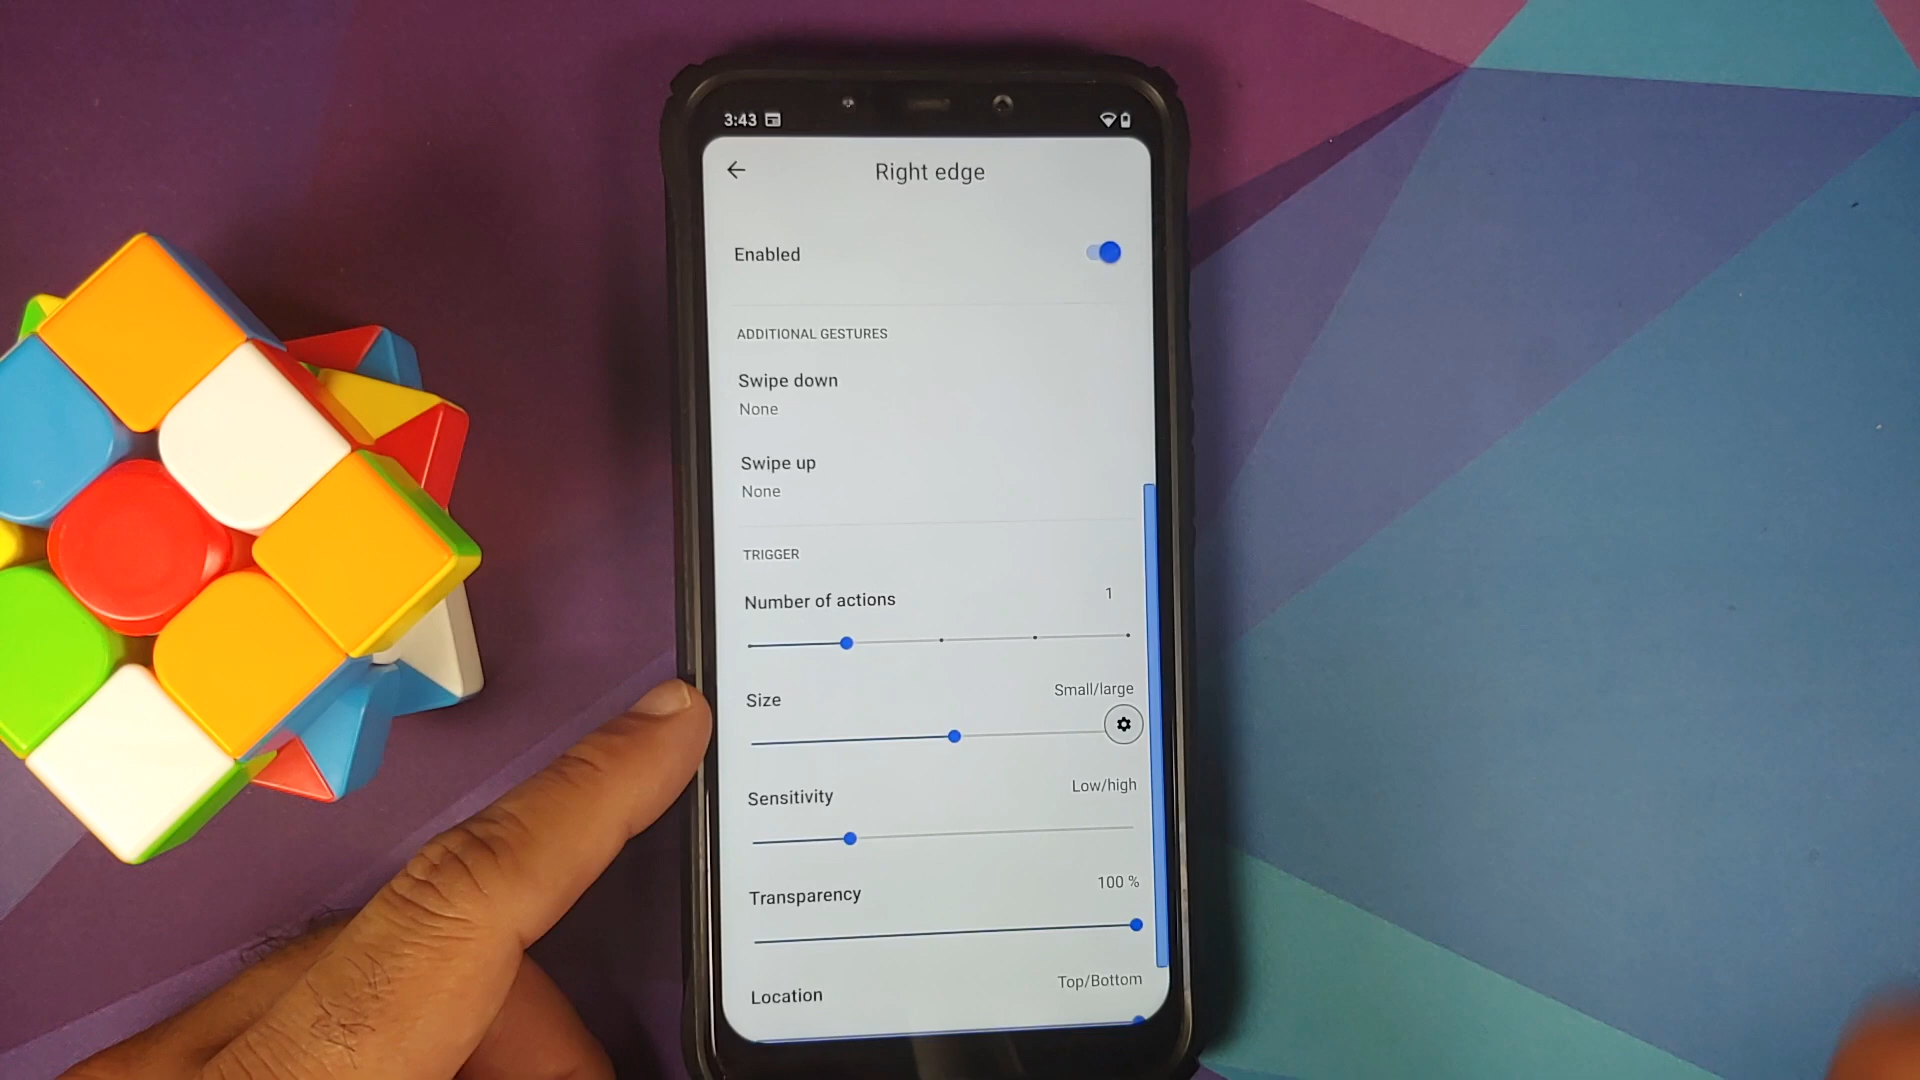 3:43
Right edge
Enabled
ADDITIONAL GESTURES
Swipe down
None
Swipe up
None
TRIGGER
Number of actions 1
Size Small/large
Sensitivity Low/high
Transparency 100 %
Location Top/Bottom